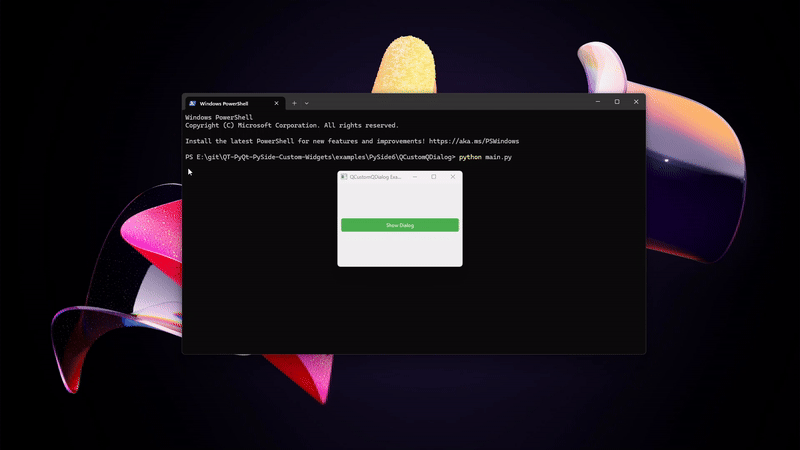 Windows PowerShell
Windows PowerShell
Copyright (C) Microsoft Corporation. All rights reserved.
Install the latest PowerShell for new features and improvements! https://aka.ms/PSWindows
PS E:\git\QT-PyQt-PySide-Custom-Widgets\examples\PySide6\QCustomQDialog> python main.py
QCustomQDialog Exa...
Show Dialog